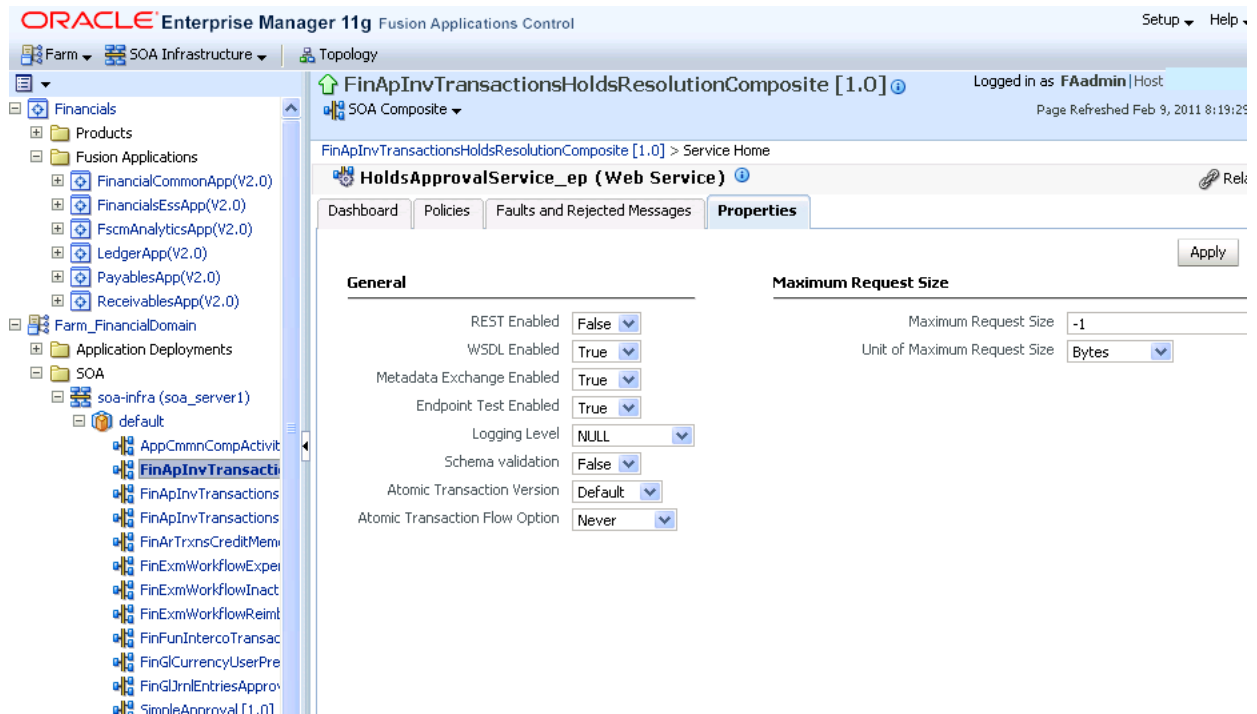 ORACLE Enterprise Manager 11g Fusion Applications Control
Setup Help
Farm SOA Infrastructure Topology
Financials
Products
Fusion Applications
FinancialCommonApp(V2.0)
FinancialsEssApp(V2.0)
FscmAnalyticsApp(V2.0)
LedgerApp(V2.0)
PayablesApp(V2.0)
ReceivablesApp(V2.0)
Farm_FinancialDomain
Application Deployments
SOA
soa-infra (soa_server1)
default
AppCmmnCompActivit
FinApInvTransacti
FinApInvTransactions
FinApInvTransactions
FinArTrxnsCreditMem
FinExmWorkflowExper
FinExmWorkflowInact
FinExmWorkflowReimb
FinFunIntercoTransac
FinGlCurrencyUserPre
FinGlJrnlEntriesApprov
SimpleApproval [1.0]
FinApInvTransactionsHoldsResolutionComposite [1.0]
Logged in as FAadmin|Host
SOA Composite
Page Refreshed Feb 9, 2011 8:19:29
FinApInvTransactionsHoldsResolutionComposite [1.0] > Service Home
HoldsApprovalService_ep (Web Service)
Rela
Dashboard Policies Faults and Rejected Messages Properties
Apply
General
REST Enabled False
WSDL Enabled True
Metadata Exchange Enabled True
Endpoint Test Enabled True
Logging Level NULL
Schema validation False
Atomic Transaction Version Default
Atomic Transaction Flow Option Never
Maximum Request Size
Maximum Request Size -1
Unit of Maximum Request Size Bytes